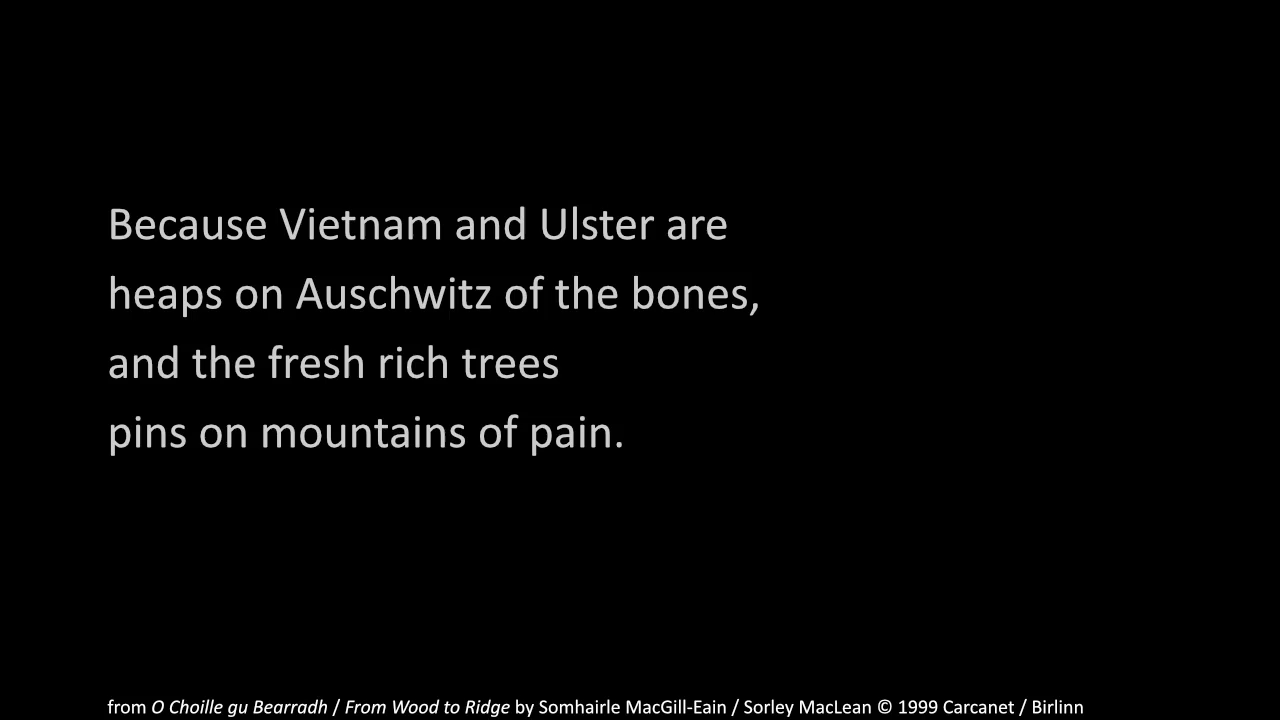 Because Vietnam and Ulster are
heaps on Auschwitz of the bones,
and the fresh rich trees
pins on mountains of pain.
from O Choille gu Bearradh / From Wood to Ridge by Somhairle MacGill-Eain / Sorley MacLean © 1999 Carcanet / Birlinn